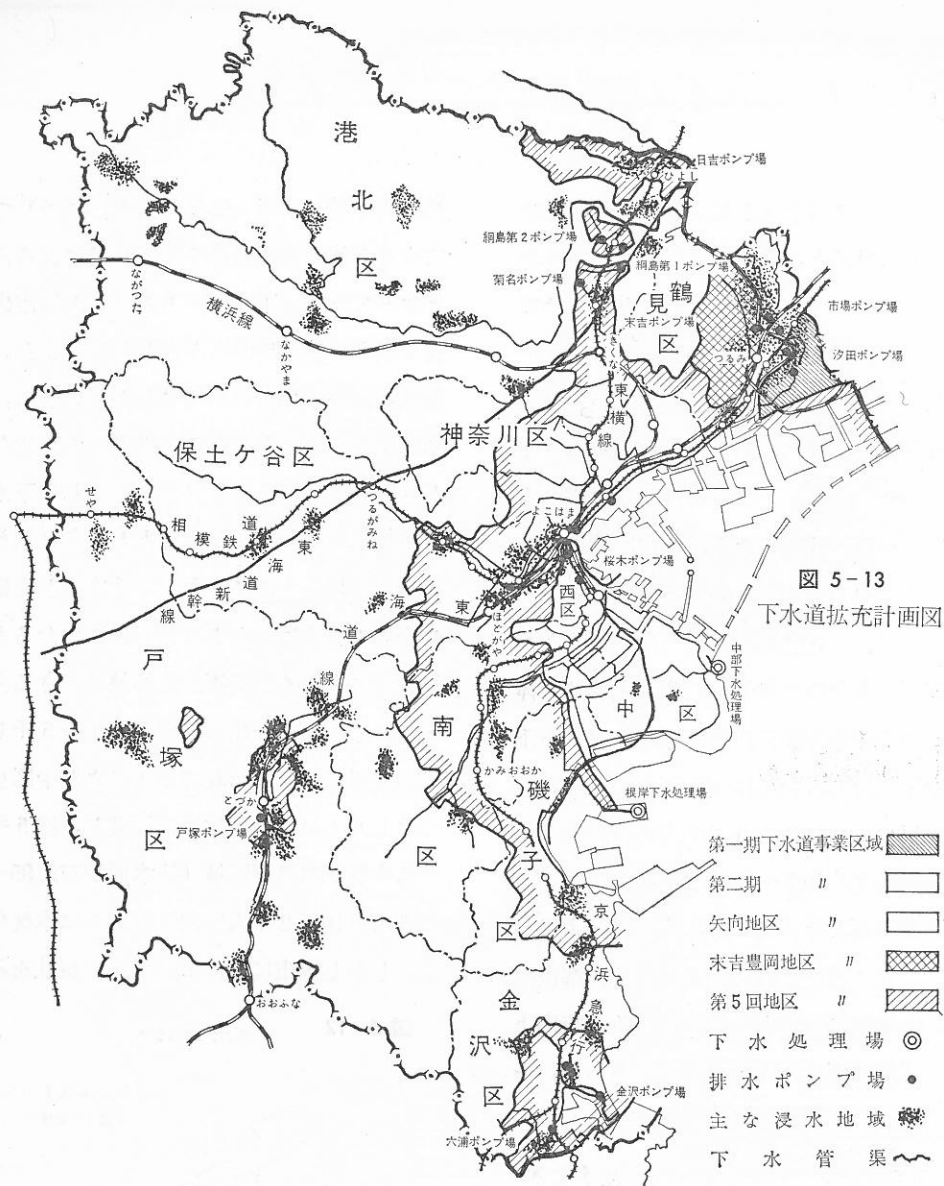 港北区
日吉ポンプ場
ひよし
綱島第2ポンプ場
綱島第1ポンプ場
菊名ポンプ場
鶴見区
末吉ポンプ場
市場ポンプ場
汐田ポンプ場
つるみ
きくな
東横線
ながつた
横浜線
なかやま
神奈川区
保土ケ谷区
せや
つるがみね
相模鉄道
東海道新幹線
よこはま
桜木ポンプ場
西区
図 5-13
下水道拡充計画図
東海道線
ほどがや
中部下水処理場
中区
南区
戸塚区
かみおおか
磯子区
根岸下水処理場
とつか
戸塚ポンプ場
京浜急行
おおふな
金沢区
金沢ポンプ場
六浦ポンプ場
第一期下水道事業区域
第二期 〃
矢向地区 〃
末吉豊岡地区 〃
第5回地区 〃
下水処理場
排水ポンプ場
主な浸水地域
下水管渠